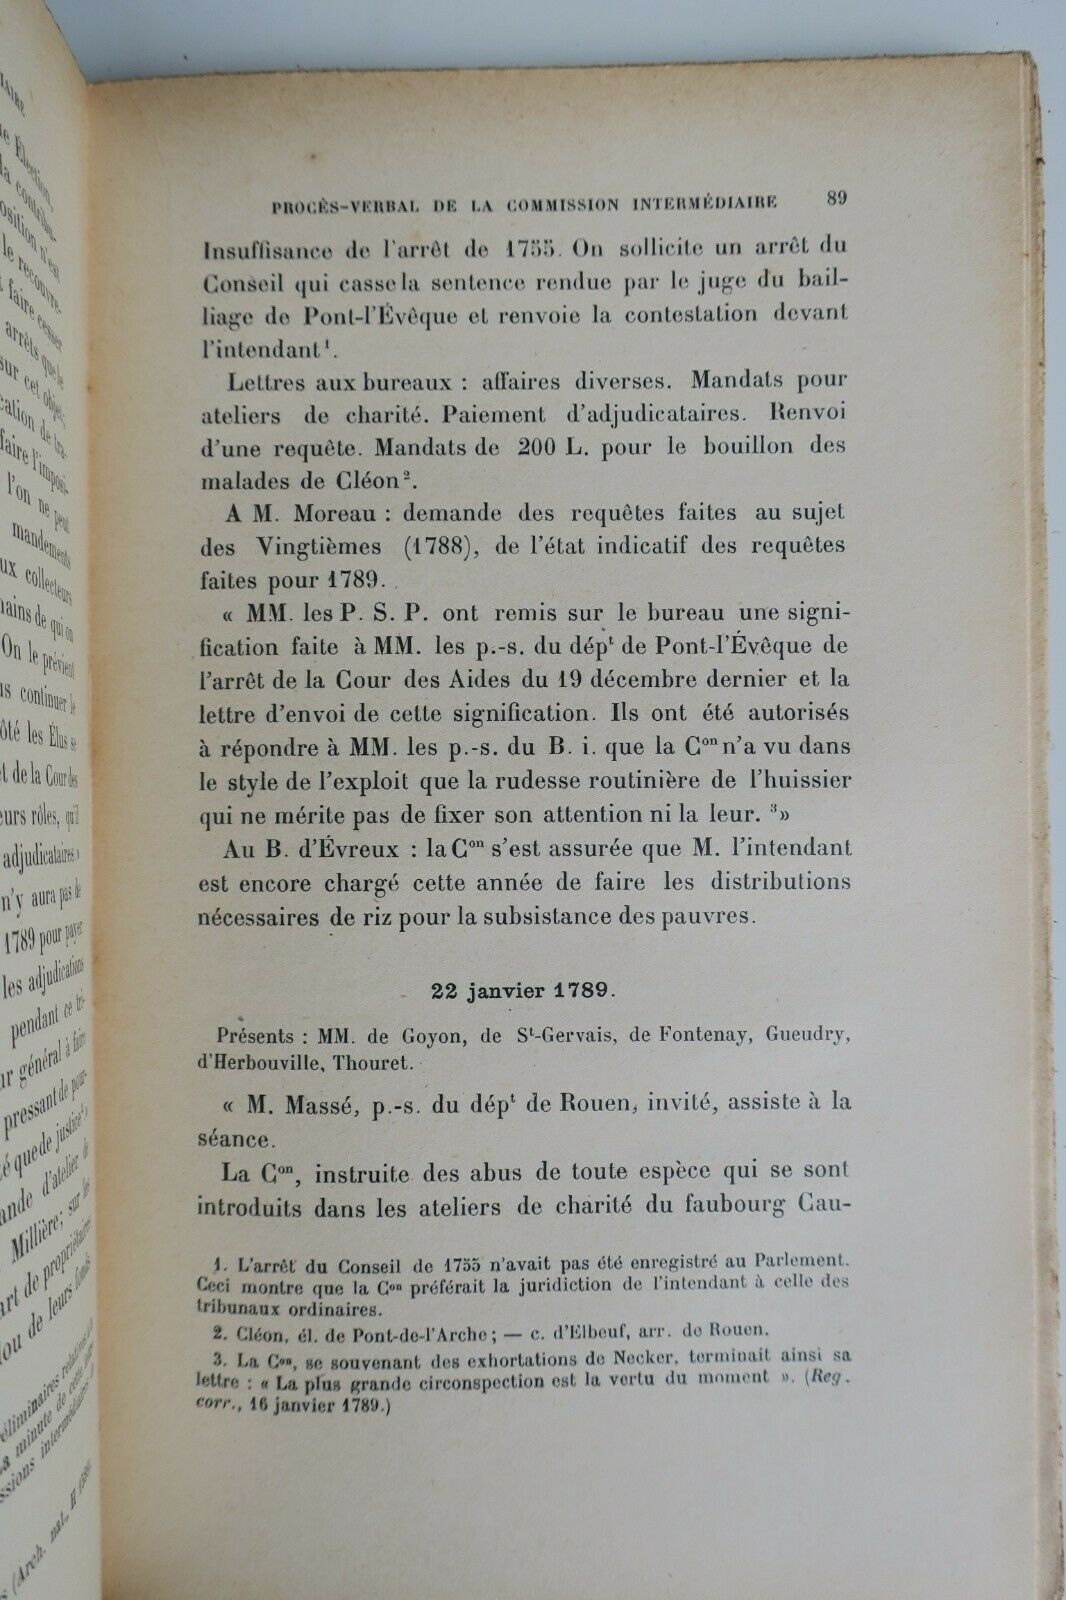 PROCÈS-VERBAL DE LA COMMISSION INTERMÉDIAIRE 89
Insuffisance de l'arrêt de 1755. On sollicite un arrêt du
Conseil qui casse la sentence rendue par le juge du bail-
liage de Pont-l'Évêque et renvoie la contestation devant
l'intendant¹.
Lettres aux bureaux : affaires diverses. Mandats pour
ateliers de charité. Paiement d'adjudicataires. Renvoi
d'une requête. Mandats de 200 L. pour le bouillon des
malades de Cléon².
A M. Moreau : demande des requêtes faites au sujet
des Vingtièmes (1788), de l'état indicatif des requêtes
faites pour 1789.
« MM. les P. S. P. ont remis sur le bureau une signi-
fication faite à MM. les p.-s. du dépᵗ de Pont-l'Évêque de
l'arrêt de la Cour des Aides du 19 décembre dernier et la
lettre d'envoi de cette signification. Ils ont été autorisés
à répondre à MM. les p.-s. du B. i. que la Cᵒⁿ n'a vu dans
le style de l'exploit que la rudesse routinière de l'huissier
qui ne mérite pas de fixer son attention ni la leur. ³»
Au B. d'Évreux : la Cᵒⁿ s'est assurée que M. l'intendant
est encore chargé cette année de faire les distributions
nécessaires de riz pour la subsistance des pauvres.
22 janvier 1789.
Présents : MM. de Goyon, de Sᵗ-Gervais, de Fontenay, Gueudry,
d'Herbouville, Thouret.
« M. Massé, p.-s. du dépᵗ de Rouen, invité, assiste à la
séance.
La Cᵒⁿ, instruite des abus de toute espèce qui se sont
introduits dans les ateliers de charité du faubourg Cau-
1. L'arrêt du Conseil de 1755 n'avait pas été enregistré au Parlement.
Ceci montre que la Cᵒⁿ préférait la juridiction de l'intendant à celle des
tribunaux ordinaires.
2. Cléon, él. de Pont-de-l'Arche ; — c. d'Elbeuf, arr. de Rouen.
3. La Cᵒⁿ, se souvenant des exhortations de Necker, terminait ainsi sa
lettre : « La plus grande circonspection est la vertu du moment ». (Reg.
corr., 16 janvier 1789.)